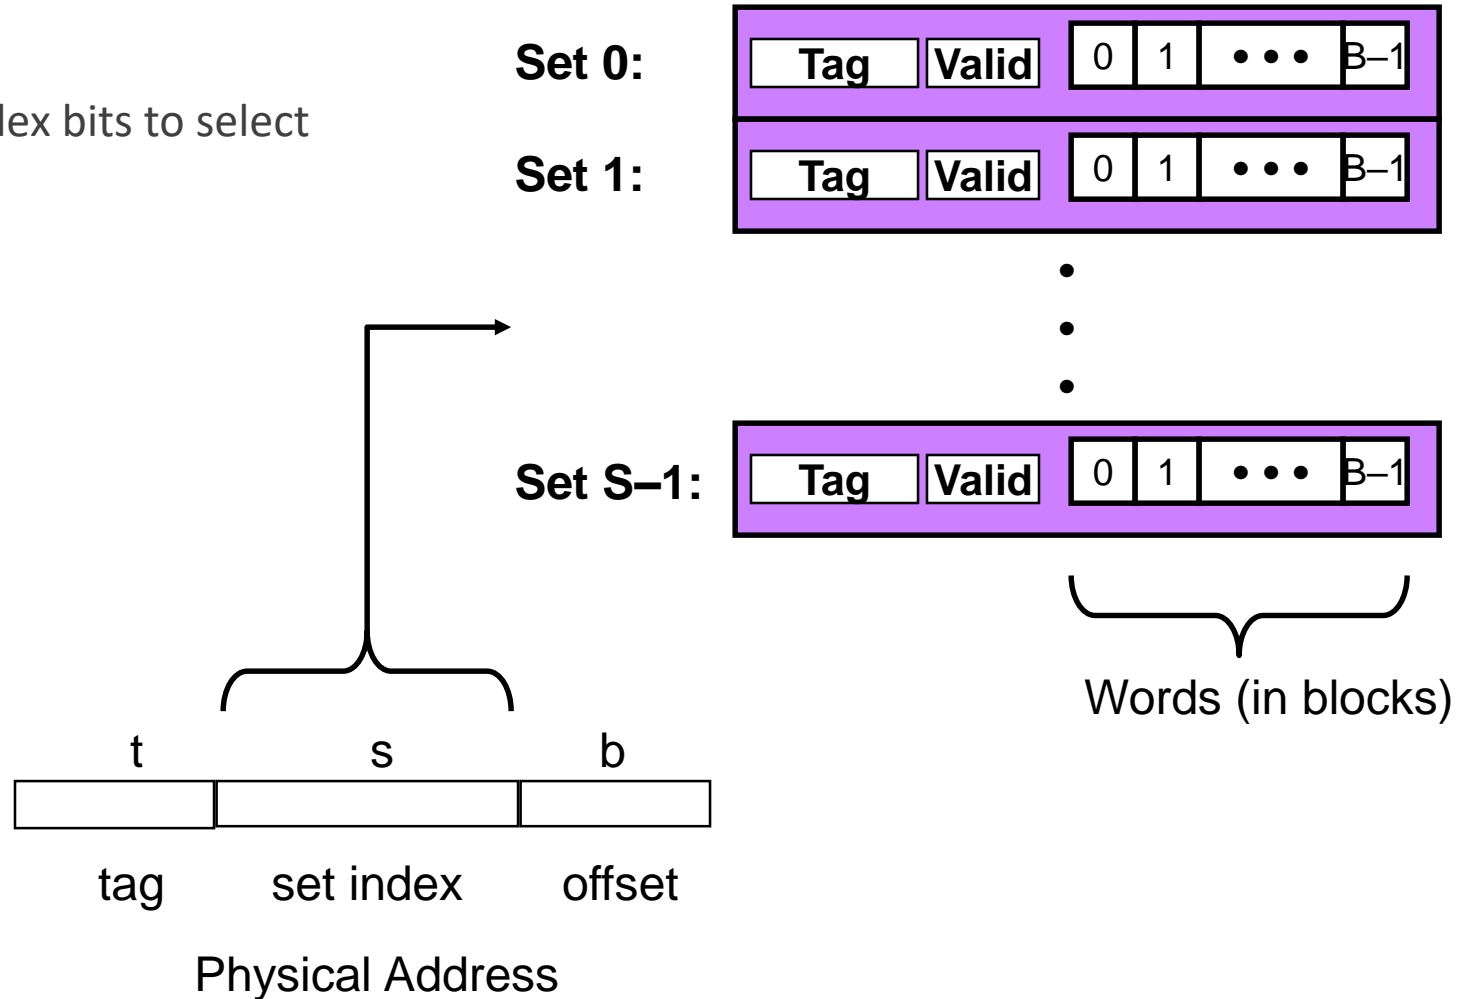 Set 0: Tag Valid 0 1 • • • B–1
dex bits to select
Set 1: Tag Valid 0 1 • • • B–1
•
•
•
Set S–1: Tag Valid 0 1 • • • B–1
Words (in blocks)
t s b
tag set index offset
Physical Address